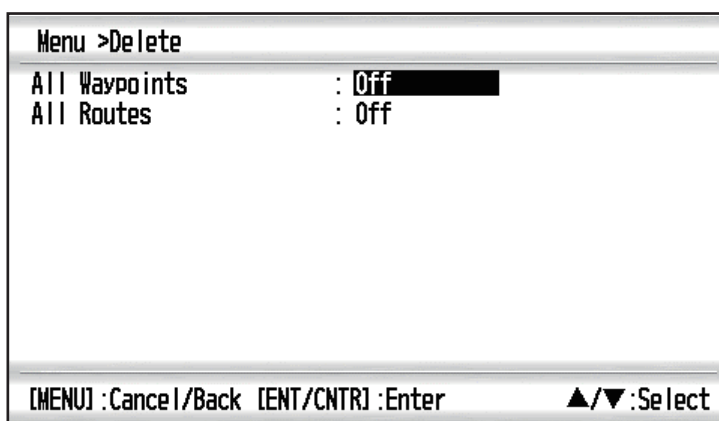 Menu >Delete
All Waypoints : Off
All Routes : Off
[MENU] :Cancel/Back [ENT/CNTR] :Enter ▲/▼ :Select